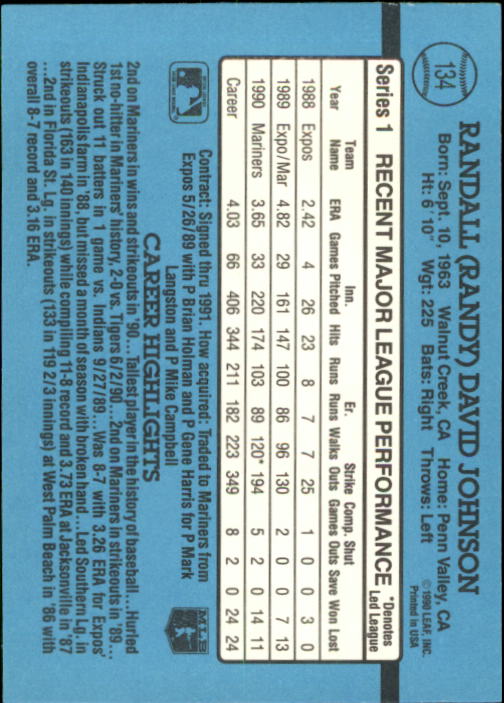 134
RANDALL (RANDY) DAVID JOHNSON
Born: Sept. 10, 1963 Walnut Creek, CA Home: Penn Valley, CA
Ht: 6'10" Wgt: 225 Bats: Right Throws: Left
© 1990 LEAF, INC.
Printed in USA
Series 1 RECENT MAJOR LEAGUE PERFORMANCE *Denotes Led League
Team Inn. Er. Strike Comp. Shut
Year Name ERA Games Pitched Hits Runs Runs Walks Outs Games Outs Save Won Lost
1988 Expos 2.42 4 26 23 8 7 7 25 1 0 0 3 0
1989 Expo/Mar 4.82 29 161 147 100 86 96 130 2 0 0 7 13
1990 Mariners 3.65 33 220 174 103 89 120* 194 5 2 0 14 11
Career 4.03 66 406 344 211 182 223 349 8 2 0 24 24
Contract: Signed thru 1991. How acquired: Traded to Mariners from
Expos 5/26/89 with P Brian Holman and P Gene Harris for P Mark
Langston and P Mike Campbell
MLB
CAREER HIGHLIGHTS
2nd on Mariners in wins and strikeouts in '90... Tallest player in the history of baseball... Hurled
1st no-hitter in Mariners' history, 2-0 vs. Tigers 6/2/90... 2nd on Mariners in strikeouts in '89...
Struck out 11 batters in 1 game vs. Indians 9/27/89... Was 8-7 with 3.26 ERA for Expos'
Indianapolis farm in '88, but missed month of season with broken hand... Led Southern Lg. in
strikeouts (163 in 140 innings) while compiling 11-8 record and 3.73 ERA at Jacksonville in '87
...2nd in Florida St. Lg. in strikeouts (133 in 119 2/3 innings) at West Palm Beach in '86 with
overall 8-7 record and 3.16 ERA.